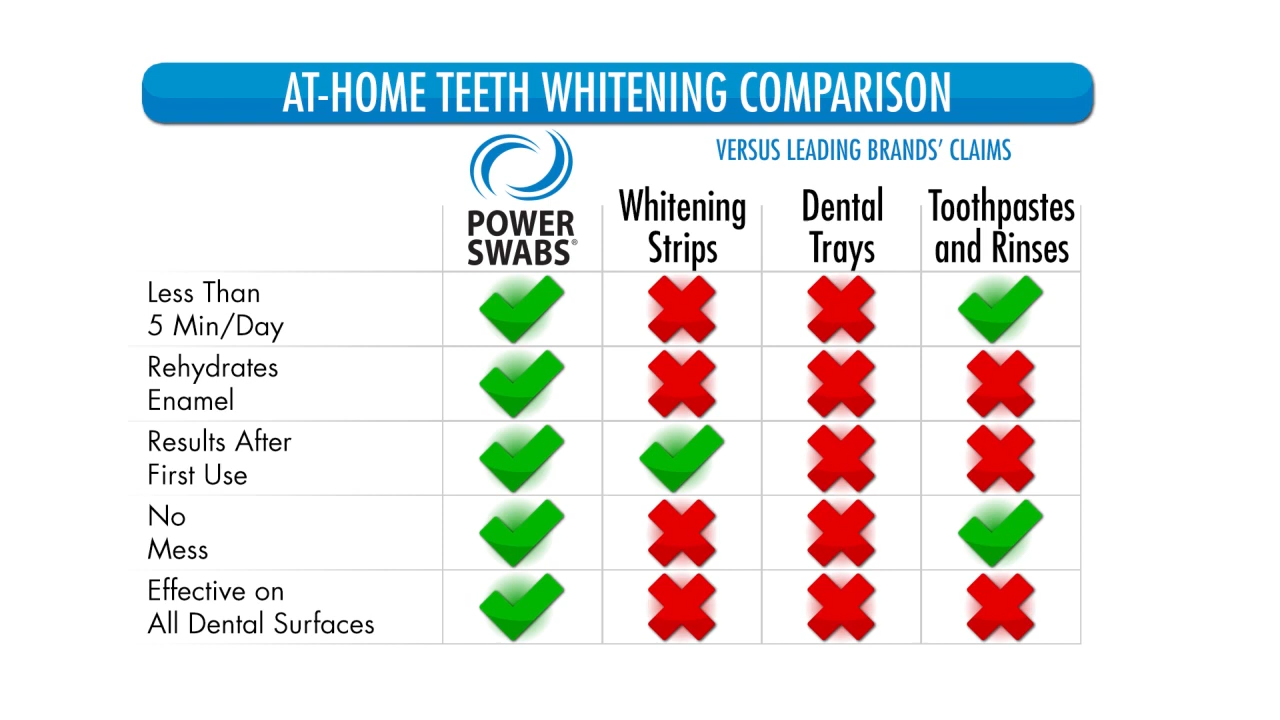 AT-HOME TEETH WHITENING COMPARISON
VERSUS LEADING BRANDS' CLAIMS
POWER
SWABS®
Whitening
Strips
Dental
Trays
Toothpastes
and Rinses
Less Than
5 Min/Day
Rehydrates
Enamel
Results After
First Use
No
Mess
Effective on
All Dental Surfaces